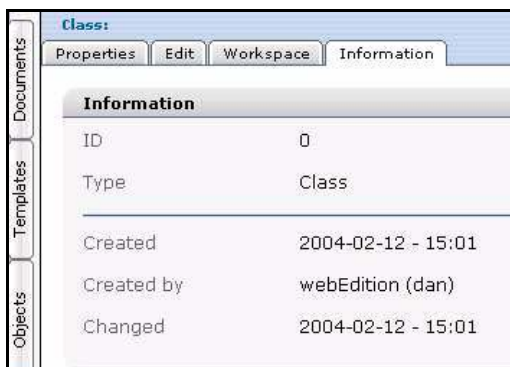 Class:
Properties Edit Workspace Information
Documents
Templates
Objects
Information
ID 0
Type Class
Created 2004-02-12 - 15:01
Created by webEdition (dan)
Changed 2004-02-12 - 15:01